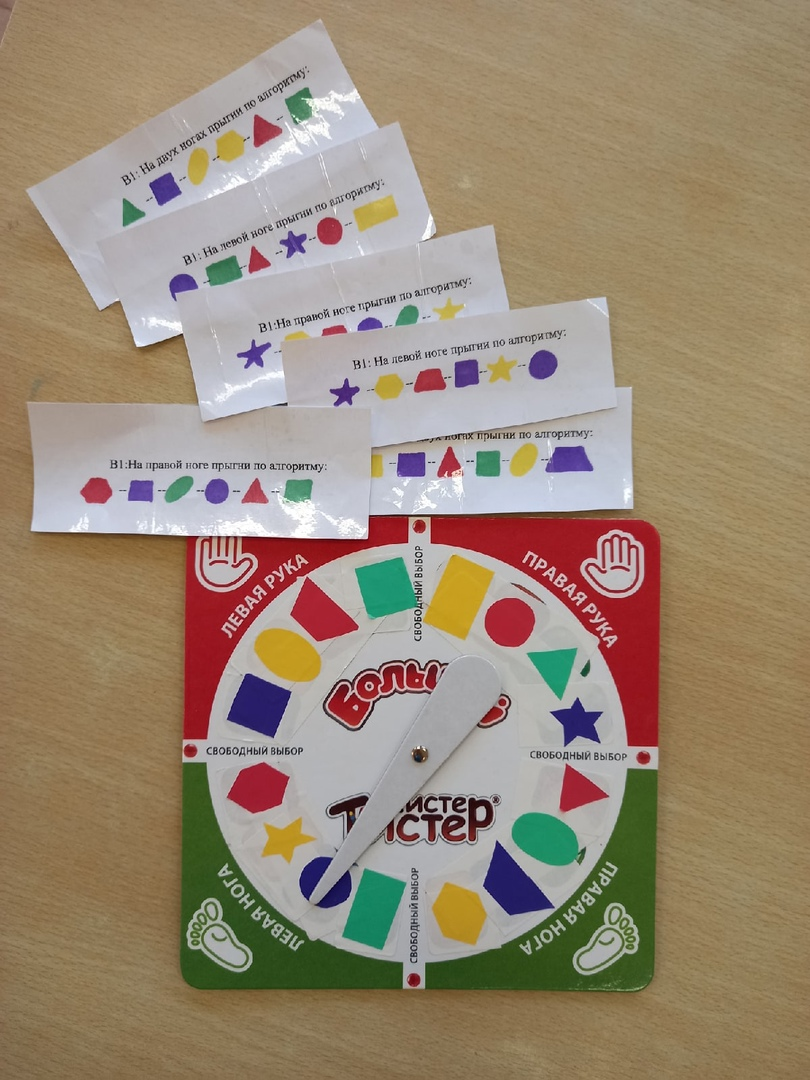 В1: На двух ногах прыгни по алгоритму:
В1: На левой ноге прыгни по алгоритму:
В1:На правой ноге прыгни по алгоритму:
В1: На левой ноге прыгни по алгоритму:
ногах прыгни по алгоритму:
В1:На правой ноге прыгни по алгоритму:
ЛЕВАЯ РУКА
СВОБОДНЫЙ ВЫБОР
ПРАВАЯ РУКА
СВОБОДНЫЙ ВЫБОР
СВОБОДНЫЙ ВЫБОР
ЛЕВАЯ НОГА
СВОБОДНЫЙ ВЫБОР
ПРАВАЯ НОГА